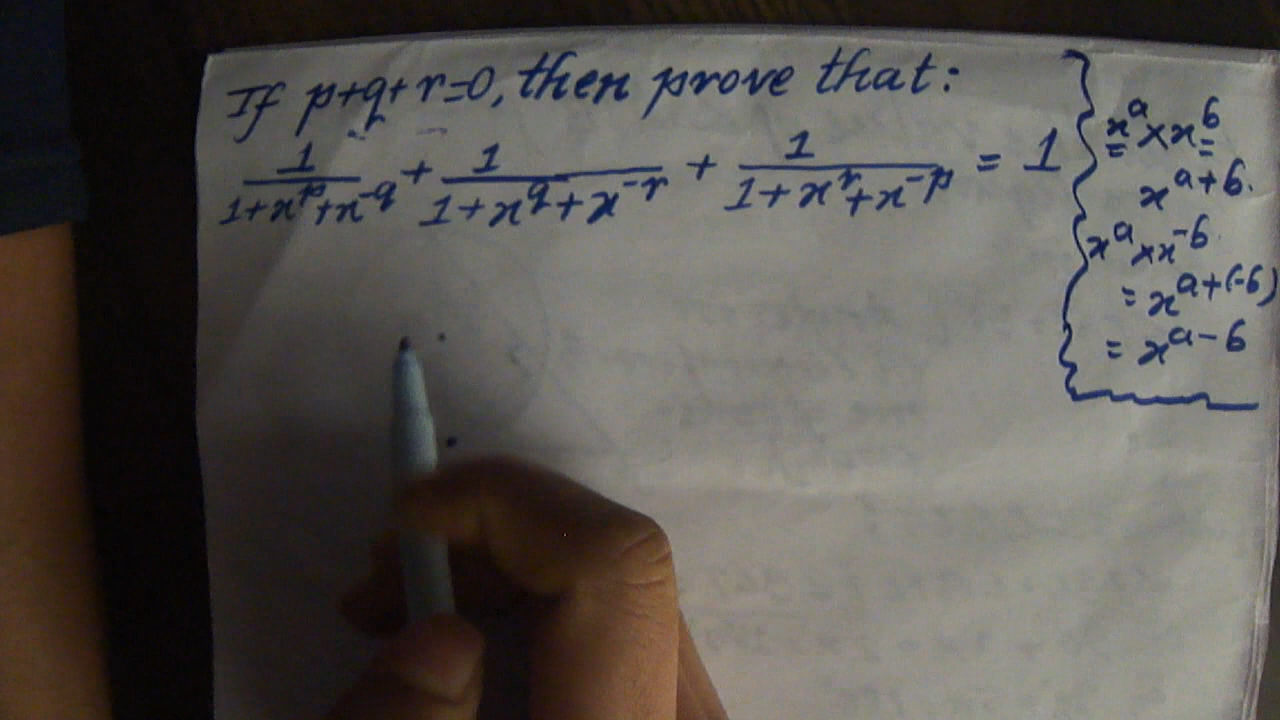 If p+q+r=0, then prove that:
1/(1+x^p+x^-q) + 1/(1+x^q+x^-r) + 1/(1+x^r+x^-p) = 1
x^a × x^b =
x^a+b.
x^a × x^-b
= x^a+(-b)
= x^a-b